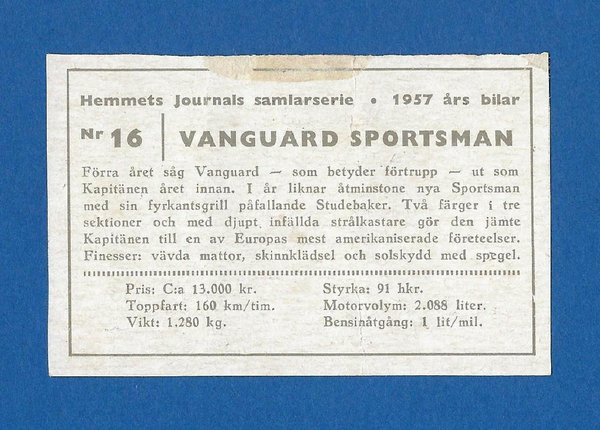 Hemmets Journals samlarserie • 1957 års bilar
Nr 16 | VANGUARD SPORTSMAN
Förra året såg Vanguard — som betyder förtrupp — ut som
Kapitänen året innan. I år liknar åtminstone nya Sportsman
med sin fyrkantsgrill påfallande Studebaker. Två färger i tre
sektioner och med djupt infällda strålkastare gör den jämte
Kapitänen till en av Europas mest amerikaniserade företeelser.
Finesser: vävda mattor, skinnklädsel och solskydd med spegel.
Pris: C:a 13.000 kr. Styrka: 91 hkr.
Toppfart: 160 km/tim. Motorvolym: 2.088 liter.
Vikt: 1.280 kg. Bensinåtgång: 1 lit/mil.